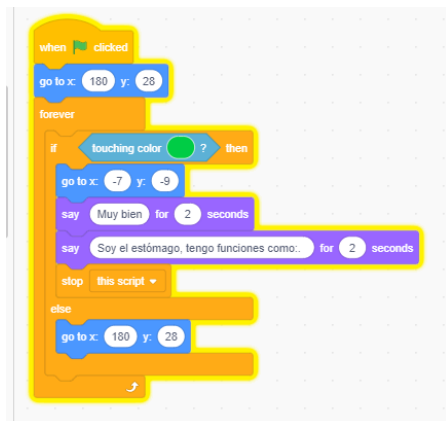 when clicked
go to x: 180 y: 28
forever
if touching color ? then
go to x: -7 y: -9
say Muy bien for 2 seconds
say Soy el estómago, tengo funciones como:. for 2 seconds
stop this script
else
go to x: 180 y: 28